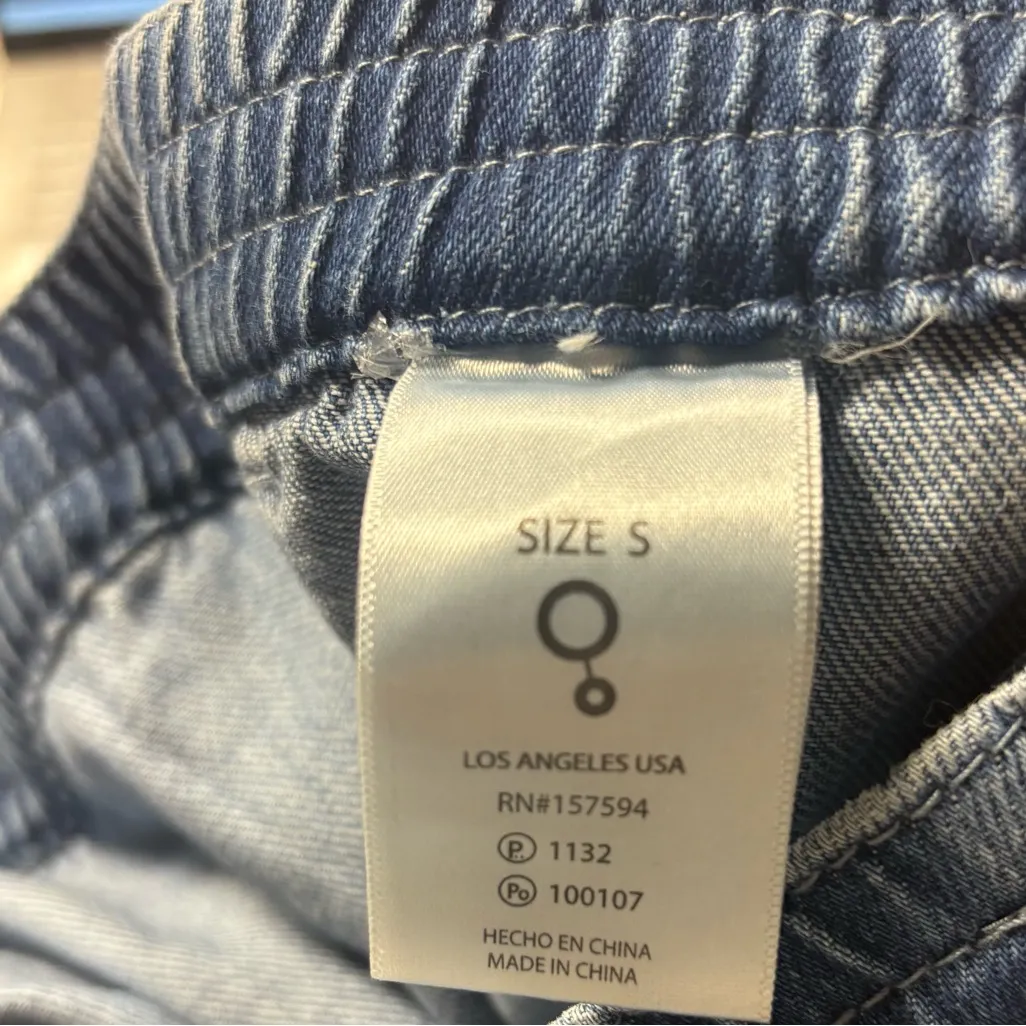 SIZE S
LOS ANGELES USA
RN#157594
P. 1132
Po 100107
HECHO EN CHINA
MADE IN CHINA